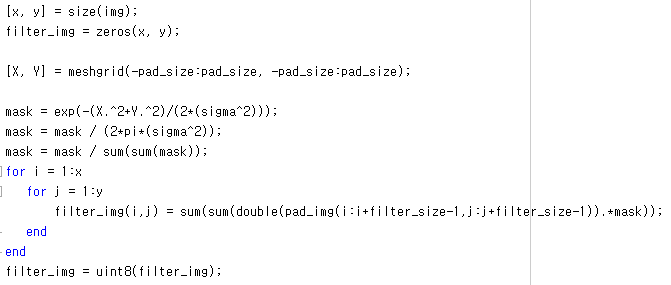 [x, y] = size(img);
filter_img = zeros(x, y);
[X, Y] = meshgrid(-pad_size:pad_size, -pad_size:pad_size);
mask = exp(-(X.^2+Y.^2)/(2*(sigma^2)));
mask = mask / (2*pi*(sigma^2));
mask = mask / sum(sum(mask));
for i = 1:x
for j = 1:y
filter_img(i,j) = sum(sum(double(pad_img(i:i+filter_size-1,j:j+filter_size-1)).*mask));
end
end
filter_img = uint8(filter_img);